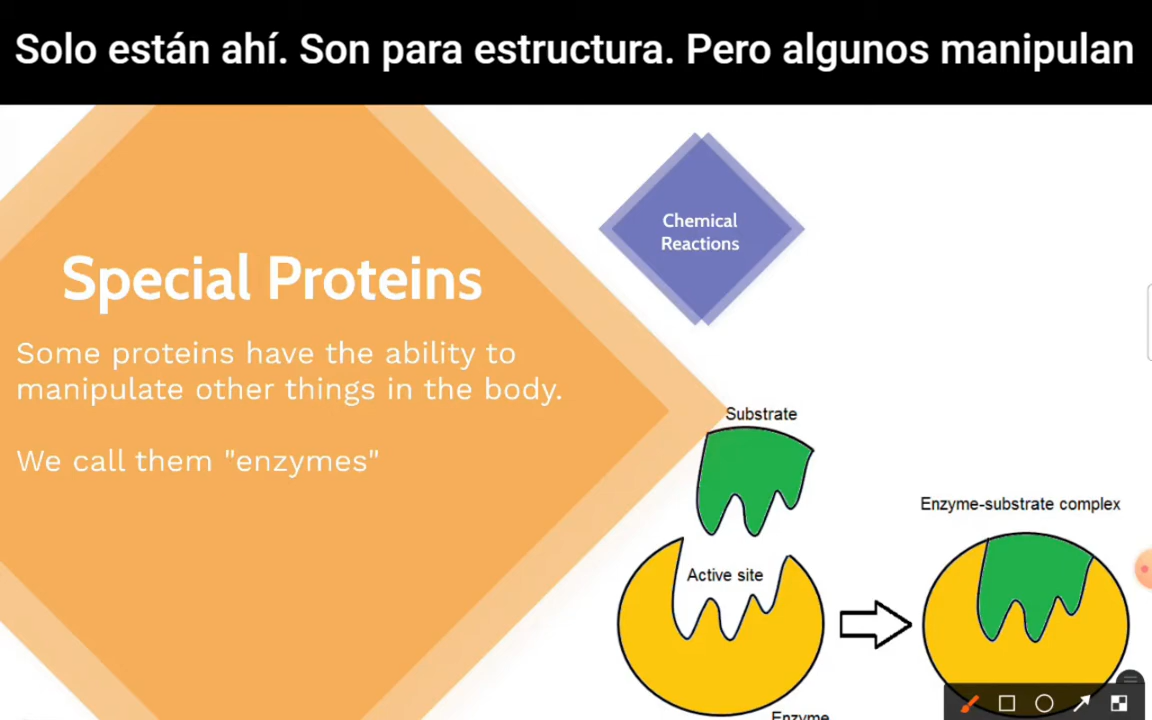 Solo están ahí. Son para estructura. Pero algunos manipulan
Chemical
Reactions
Special Proteins
Some proteins have the ability to
manipulate other things in the body.
We call them "enzymes"
Substrate
Enzyme-substrate complex
Active site
Enzyme